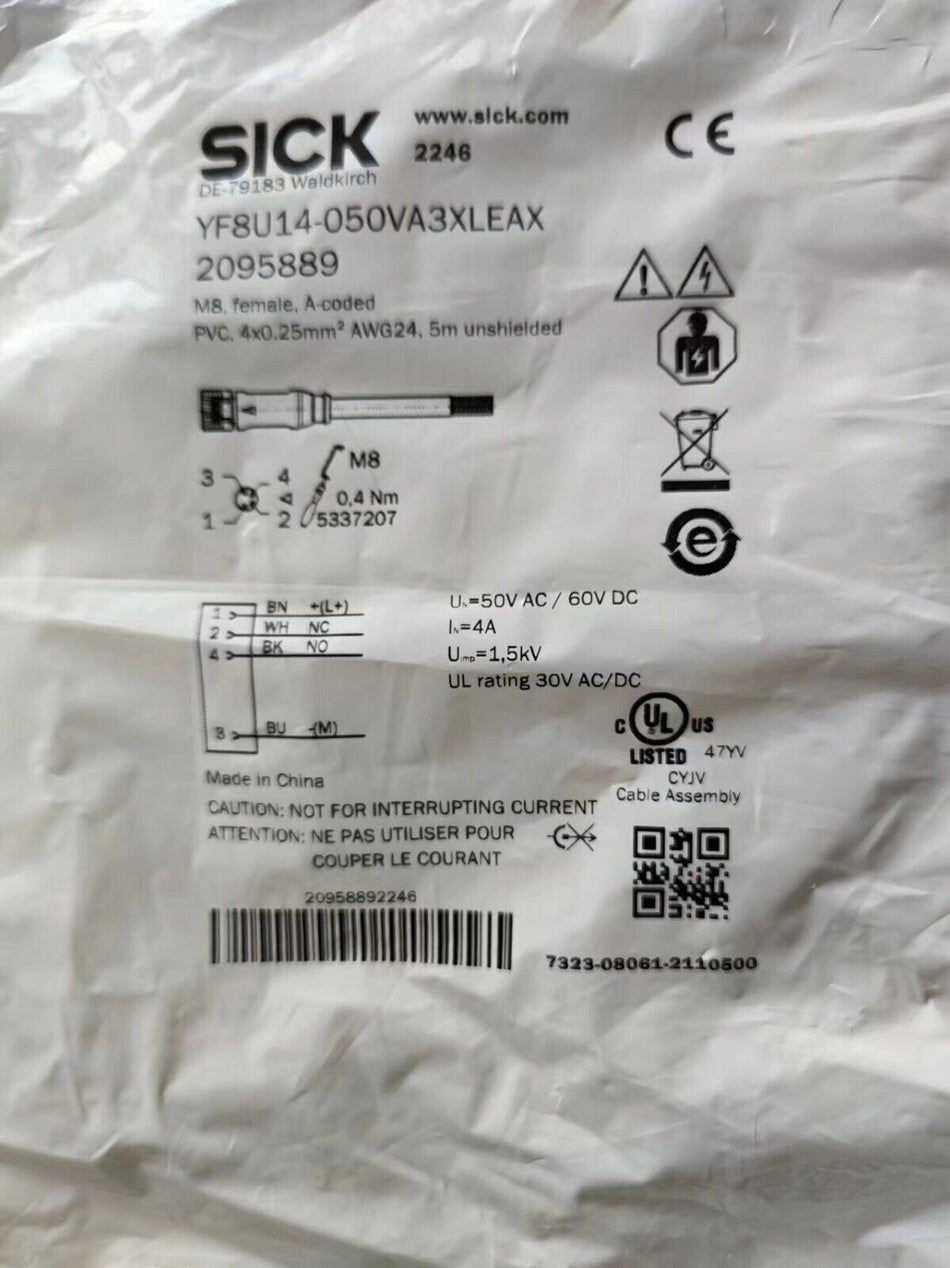 SICK
www.sick.com
2246
CE
DE-79183 Waldkirch
YF8U14-050VA3XLEAX
2095889
M8, female, A-coded
PVC, 4x0.25mm² AWG24, 5m unshielded
M8
3 4
0,4 Nm
1 2
5337207
1 BN +(L+)
2 WH NC
4 BK NO
3 BU -(M)
Uₙ=50V AC / 60V DC
Iₙ=4A
Uᵢₘₚ=1,5kV
UL rating 30V AC/DC
C UL US
®
LISTED 47YV
CYJV
Cable Assembly
e
Made in China
CAUTION: NOT FOR INTERRUPTING CURRENT
ATTENTION: NE PAS UTILISER POUR
COUPER LE COURANT
20958892246
7323-08061-2110500